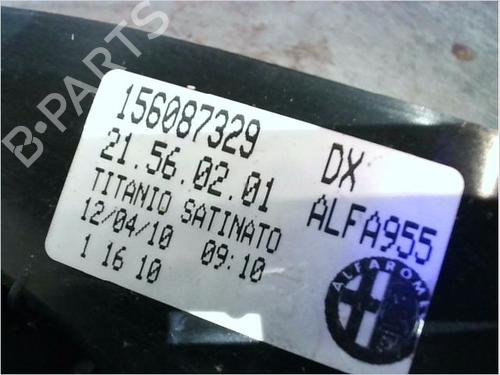 B-PARTS
156087329 DX
21.56.02.01 ALFA955
TITANIO SATINATO
12/04/10 09:10
1 16 10
ALFA ROMEO